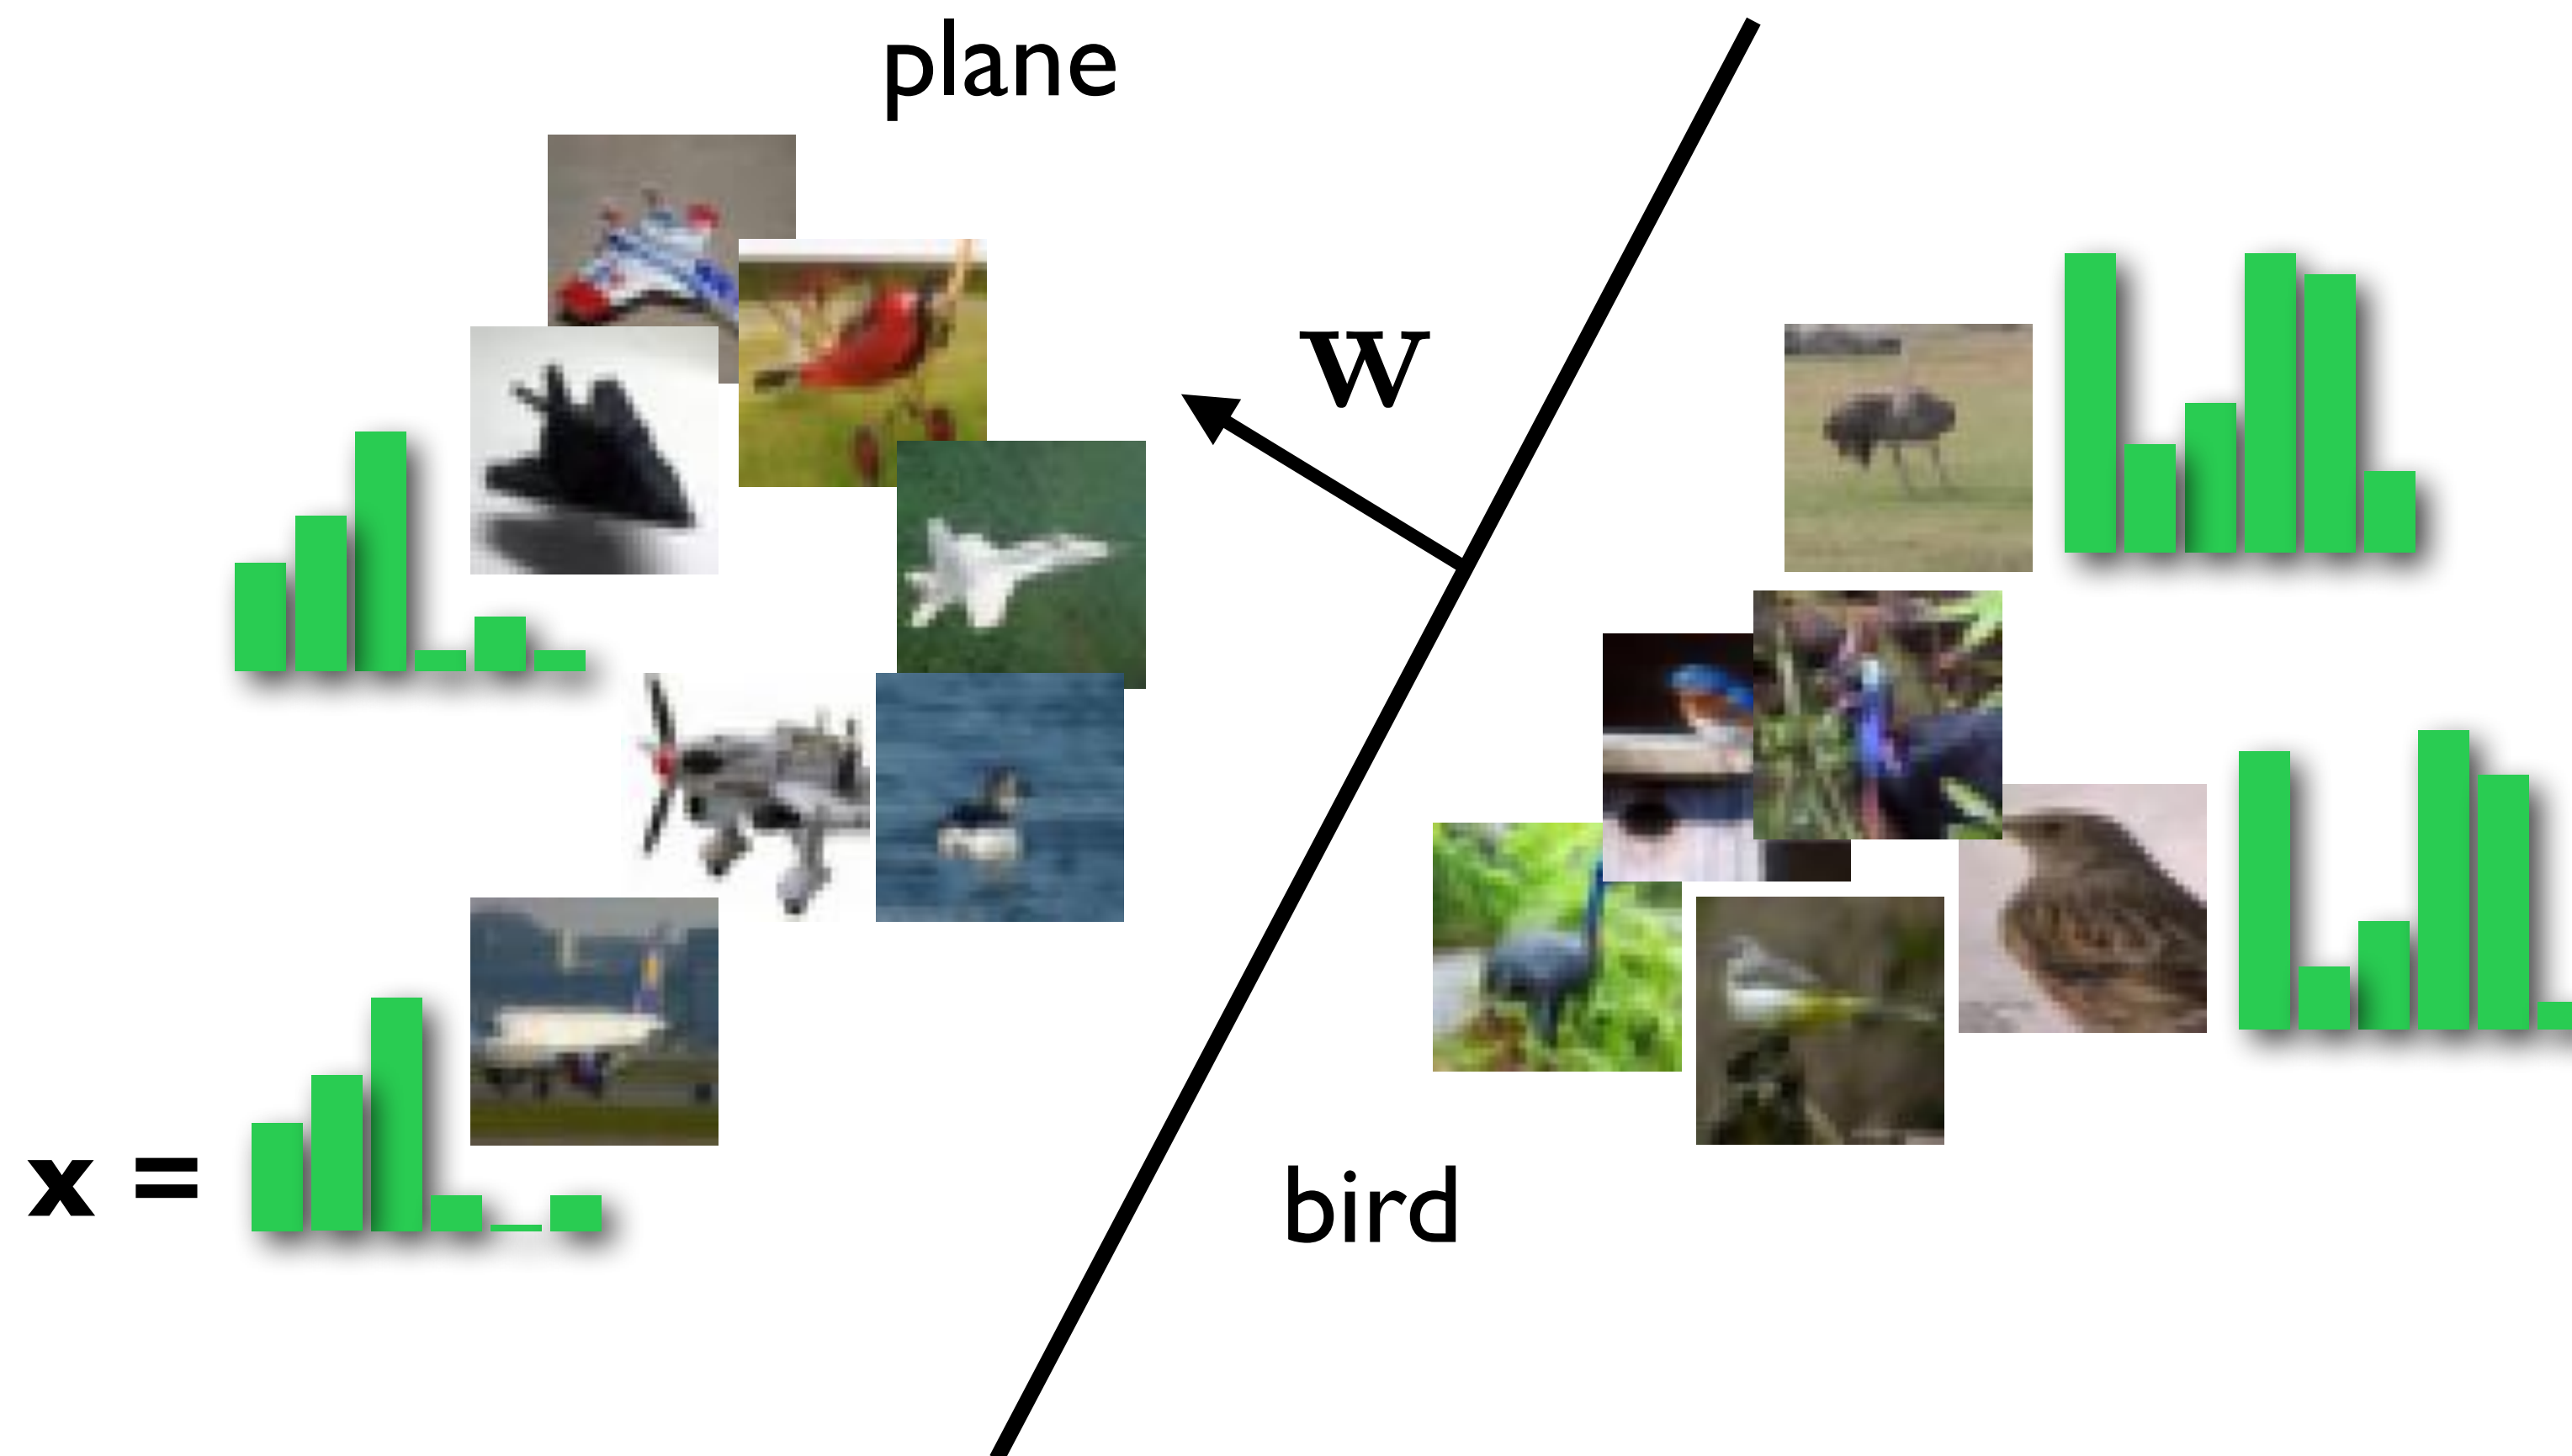 plane
w
x =
bird